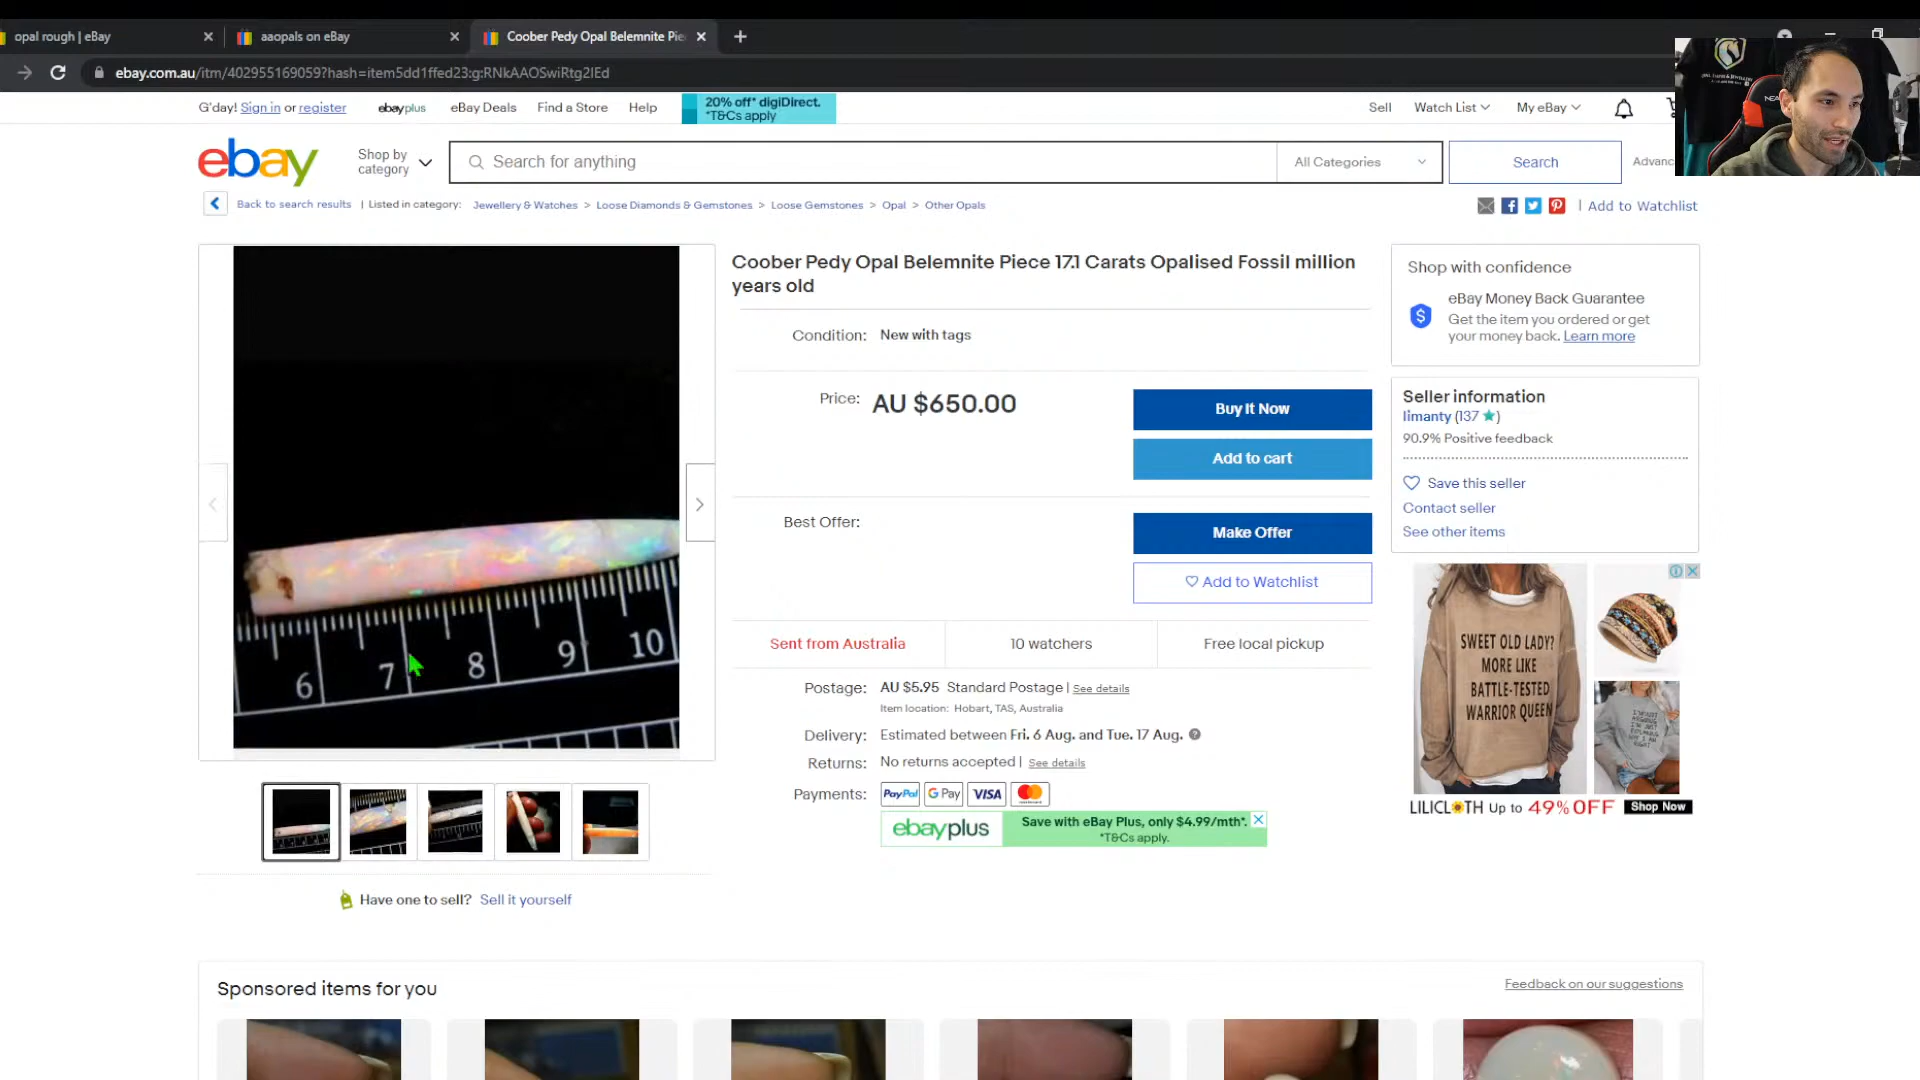 opal rough | eBay
aaopals on eBay
Coober Pedy Opal Belemnite Pie
ebay.com.au/itm/402955169059?hash=item5dd1ffed23:g:RNkAAOSwiRtg2IEd
G'day! Sign in or register
ebayplus
eBay Deals
Find a Store
Help
20% off* digiDirect.
*T&Cs apply
Sell
Watch List
My eBay
ebay
Shop by
category
Search for anything
All Categories
Search
Advanc
Back to search results | Listed in category: Jewellery & Watches > Loose Diamonds & Gemstones > Loose Gemstones > Opal > Other Opals
| Add to Watchlist
Coober Pedy Opal Belemnite Piece 17.1 Carats Opalised Fossil million
years old
Condition: New with tags
Price: AU $650.00
Buy It Now
Add to cart
Best Offer:
Make Offer
Add to Watchlist
Sent from Australia
10 watchers
Free local pickup
Postage: AU $5.95 Standard Postage | See details
Item location: Hobart, TAS, Australia
Delivery: Estimated between Fri. 6 Aug. and Tue. 17 Aug.
Returns: No returns accepted | See details
Payments: PayPal G Pay VISA
ebayplus
Save with eBay Plus, only $4.99/mth*.
*T&Cs apply.
Shop with confidence
eBay Money Back Guarantee
Get the item you ordered or get
your money back. Learn more
Seller information
limanty (137)
90.9% Positive feedback
Save this seller
Contact seller
See other items
SWEET OLD LADY?
MORE LIKE
BATTLE-TESTED
WARRIOR QUEEN
LILICLOTH Up to 49% OFF Shop Now
6 7 8 9 10
Have one to sell? Sell it yourself
Sponsored items for you
Feedback on our suggestions